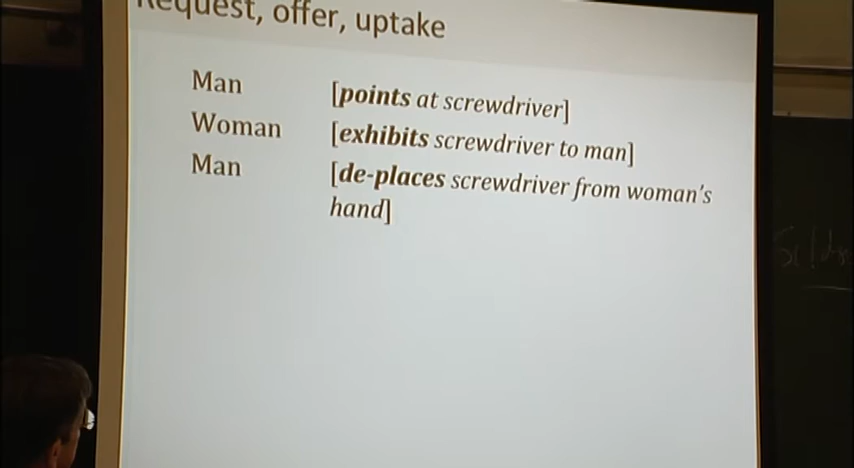 Request, offer, uptake
Man [points at screwdriver]
Woman [exhibits screwdriver to man]
Man [de-places screwdriver from woman's
hand]